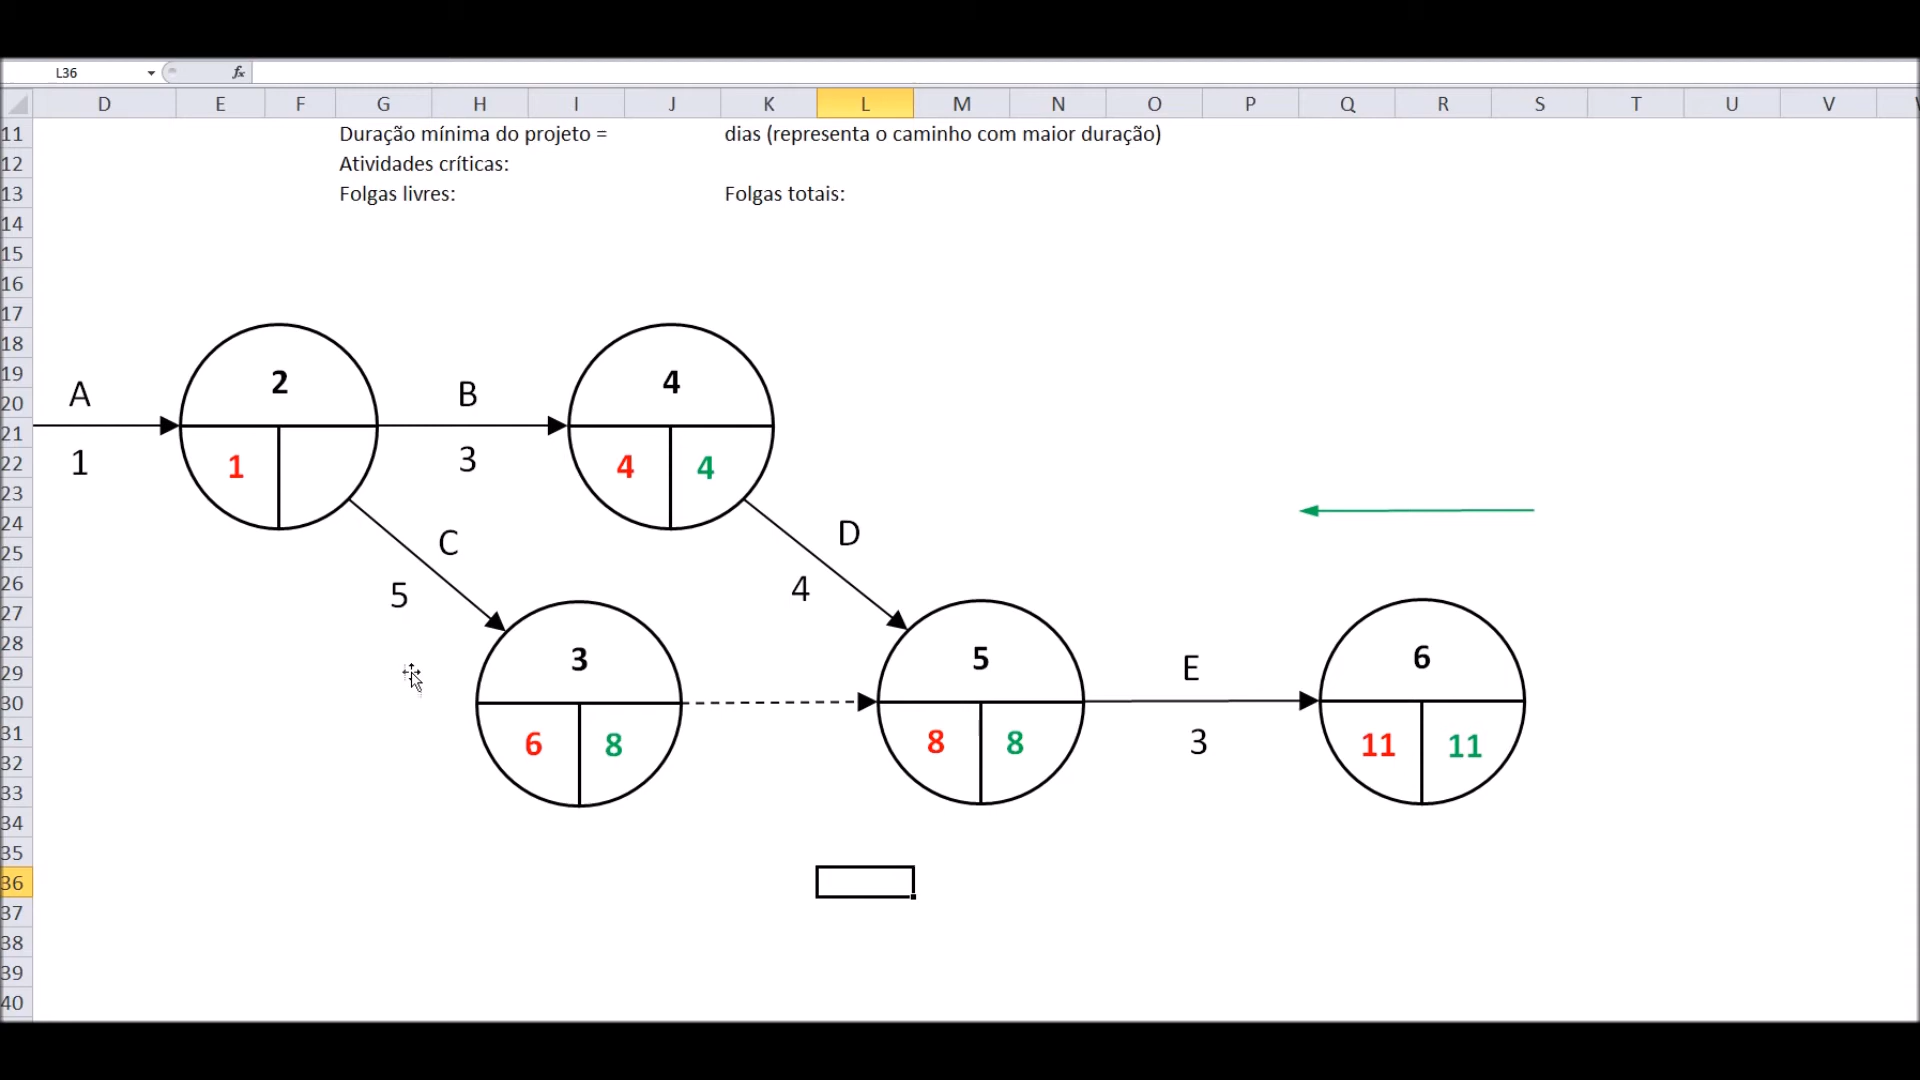 L36
fx
D E F G H I J K L M N O P Q R S T U V
11 Duração mínima do projeto = dias (representa o caminho com maior duração)
12 Atividades críticas:
13 Folgas livres: Folgas totais:
14
15
16
17
18
19
20
21
22
23
24
25
26
27
28
29
30
31
32
33
34
35
36
37
38
39
40
2 4
A B
1 3
1 4 4
C D
5 4
3 5 6
E
6 8 8 8 3 11 11